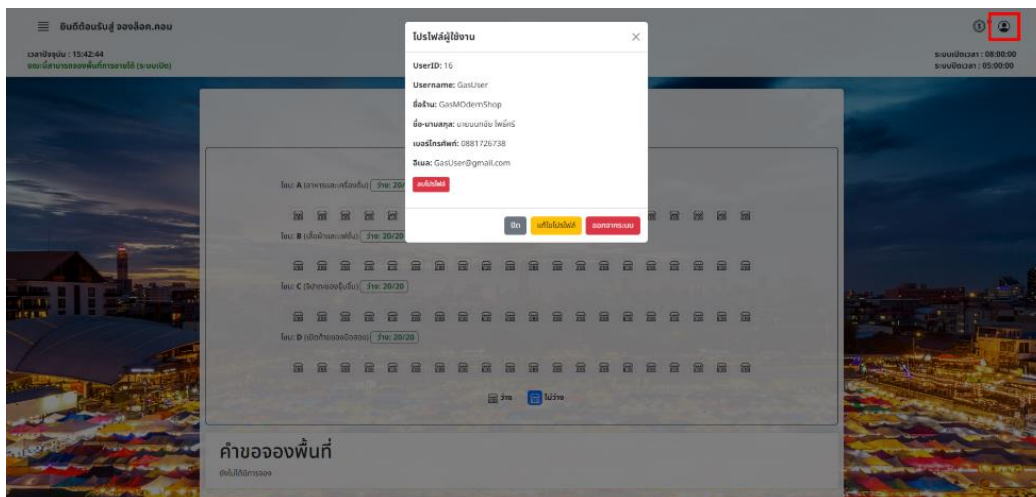 ยินดีต้อนรับสู่ จองล็อค.คอม
เวลาปัจจุบัน : 15:42:44
ขณะนี้สามารถจองพื้นที่การขายได้ (ระบบเปิด)
ระบบเปิดเวลา : 08:00:00
ระบบปิดเวลา : 05:00:00
โปรไฟล์ผู้ใช้งาน
UserID: 16
Username: GasUser
ชื่อร้าน: GasMOdernShop
ชื่อ-นามสกุล: นายนนทชัย โพธิ์ศรี
เบอร์โทรศัพท์: 0881726738
อีเมล: GasUser@gmail.com
ลบโปรไฟล์
ปิด แก้ไขโปรไฟล์ ออกจากระบบ
โซน: A (อาหารและเครื่องดื่ม) ว่าง: 20/
โซน: B (เสื้อผ้าและแฟชั่น) ว่าง: 20/20
โซน: C (จิปาถะของจุ๊บจิ๊บ) ว่าง: 20/20
โซน: D (เปิดท้ายของมือสอง) ว่าง: 20/20
ว่าง ไม่ว่าง
คำขอจองพื้นที่
ยังไม่ได้มีการจอง